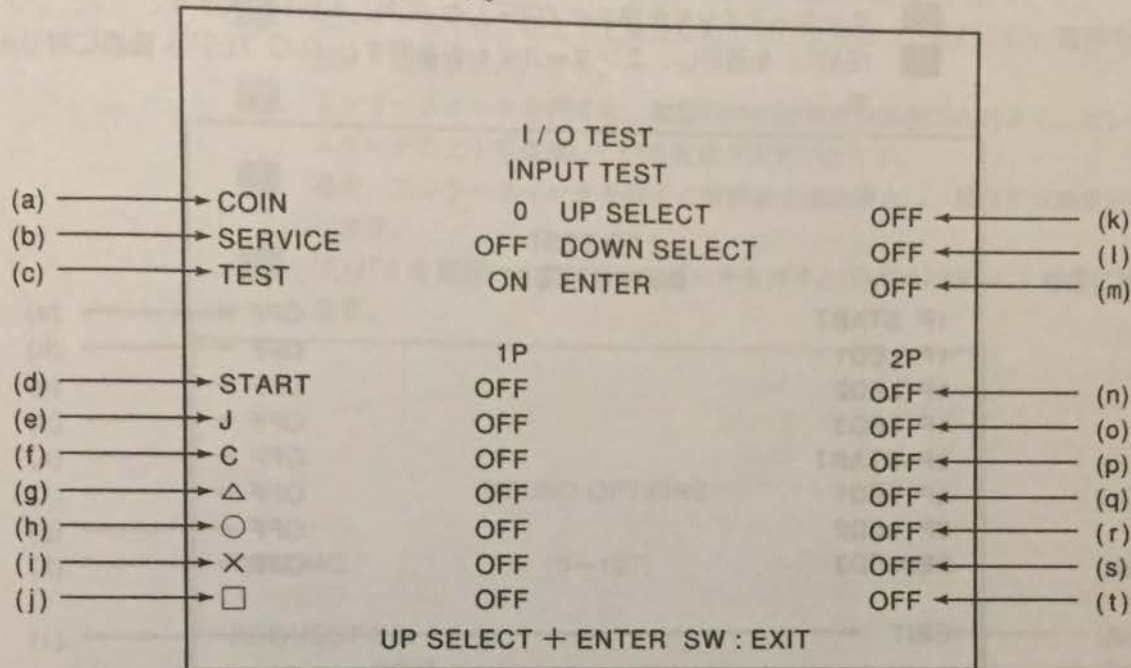 I / O TEST
INPUT TEST
(a) COIN 0 UP SELECT OFF (k)
(b) SERVICE OFF DOWN SELECT OFF (l)
(c) TEST ON ENTER OFF (m)
1P 2P
(d) START OFF OFF (n)
(e) J OFF OFF (o)
(f) C OFF OFF (p)
(g) △ OFF OFF (q)
(h) ○ OFF OFF (r)
(i) × OFF OFF (s)
(j) □ OFF OFF (t)
UP SELECT + ENTER SW : EXIT